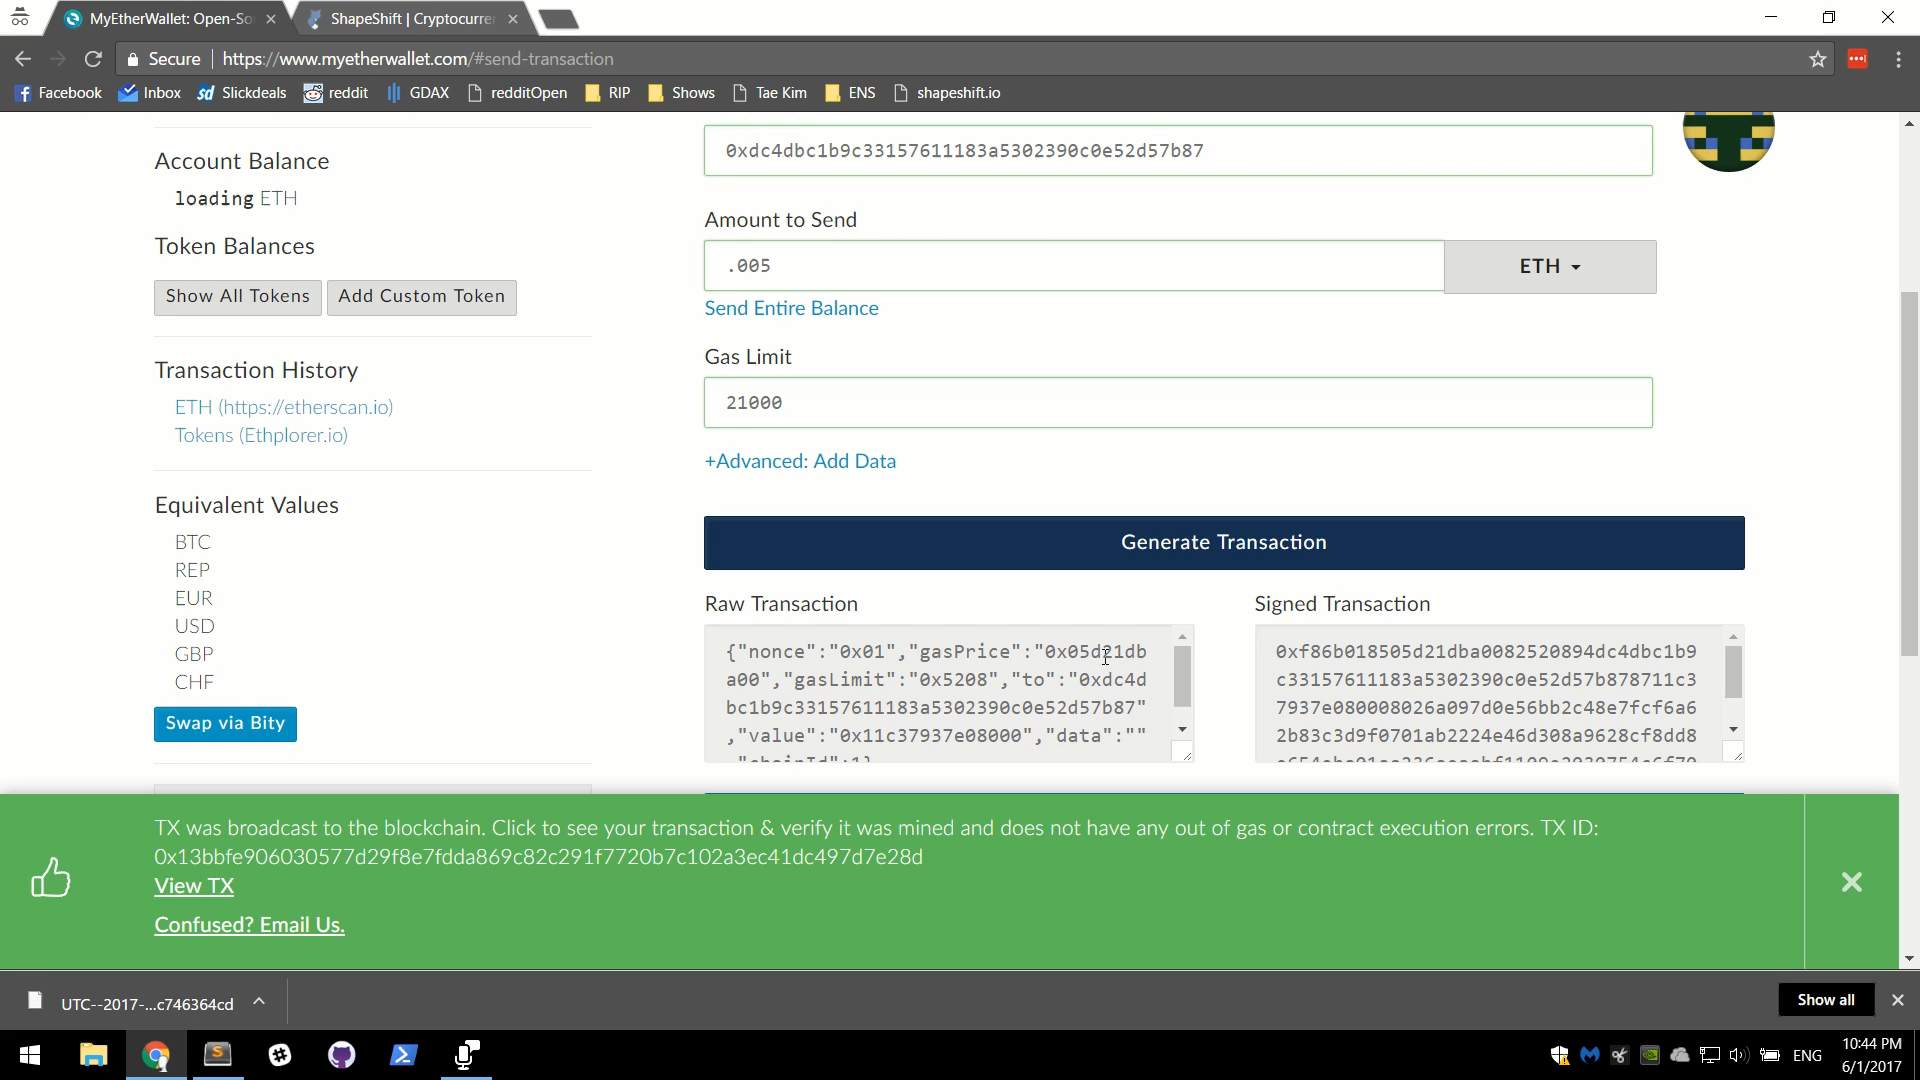 MyEtherWallet: Open-So
ShapeShift | Cryptocurre
Secure
https://www.myetherwallet.com/#send-transaction
Facebook
Inbox
sd Slickdeals
reddit
GDAX
redditOpen
RIP
Shows
Tae Kim
ENS
shapeshift.io
Account Balance
loading ETH
Token Balances
Show All Tokens
Add Custom Token
Transaction History
ETH (https://etherscan.io)
Tokens (Ethplorer.io)
Equivalent Values
BTC
REP
EUR
USD
GBP
CHF
Swap via Bity
0xdc4dbc1b9c33157611183a5302390c0e52d57b87
Amount to Send
.005
ETH
Send Entire Balance
Gas Limit
21000
+Advanced: Add Data
Generate Transaction
Raw Transaction
{"nonce":"0x01","gasPrice":"0x05d21db
a00","gasLimit":"0x5208","to":"0xdc4d
bc1b9c33157611183a5302390c0e52d57b87"
,"value":"0x11c37937e08000","data":""
Signed Transaction
0xf86b018505d21dba0082520894dc4dbc1b9
c33157611183a5302390c0e52d57b878711c3
7937e080008026a097d0e56bb2c48e7fcf6a6
2b83c3d9f0701ab2224e46d308a9628cf8dd8
TX was broadcast to the blockchain. Click to see your transaction & verify it was mined and does not have any out of gas or contract execution errors. TX ID:
0x13bbfe906030577d29f8e7fdda869c82c291f7720b7c102a3ec41dc497d7e28d
View TX
Confused? Email Us.
UTC--2017-...c746364cd
Show all
ENG
10:44 PM
6/1/2017